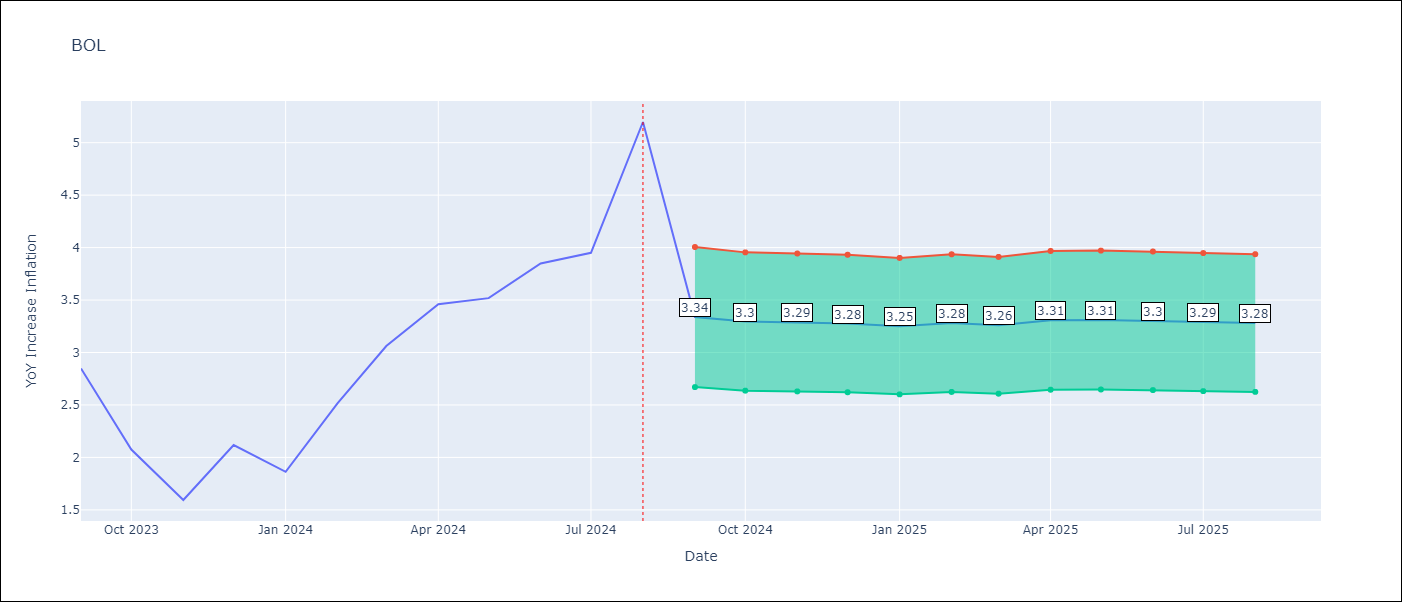 BOL
YoY Increase Inflation
5
4.5
4
3.5
3
2.5
2
1.5
3.34
3.3
3.29
3.28
3.25
3.28
3.26
3.31
3.31
3.3
3.29
3.28
Oct 2023
Jan 2024
Apr 2024
Jul 2024
Oct 2024
Jan 2025
Apr 2025
Jul 2025
Date